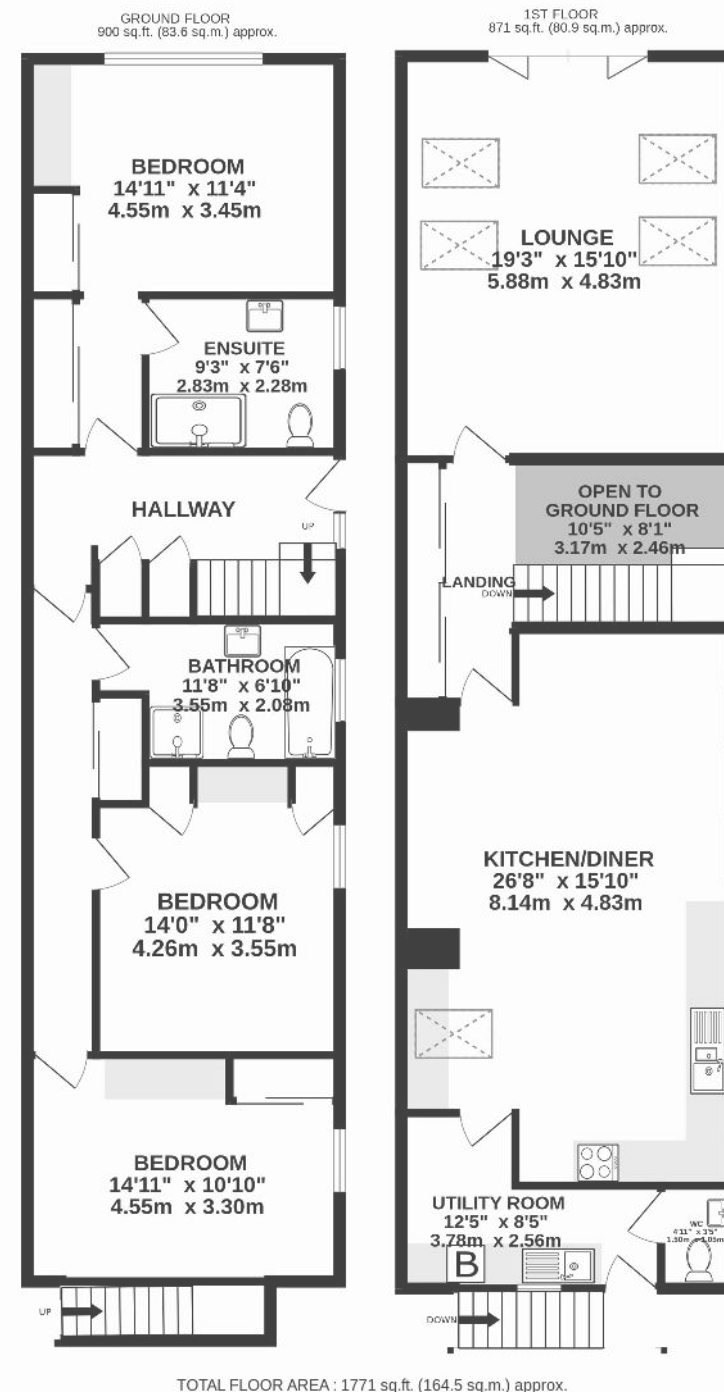 GROUND FLOOR
900 sq.ft. (83.6 sq.m.) approx.
BEDROOM
14'11" x 11'4"
4.55m x 3.45m
ENSUITE
9'3" x 7'6"
2.83m x 2.28m
HALLWAY
UP
BATHROOM
11'8" x 6'10"
3.55m x 2.08m
BEDROOM
14'0" x 11'8"
4.26m x 3.55m
BEDROOM
14'11" x 10'10"
4.55m x 3.30m
UP
1ST FLOOR
871 sq.ft. (80.9 sq.m.) approx.
LOUNGE
19'3" x 15'10"
5.88m x 4.83m
OPEN TO
GROUND FLOOR
10'5" x 8'1"
3.17m x 2.46m
LANDING
DOWN
KITCHEN/DINER
26'8" x 15'10"
8.14m x 4.83m
UTILITY ROOM
12'5" x 8'5"
3.78m x 2.56m
B
WC
4'11" x 3'5"
DOWN
TOTAL FLOOR AREA : 1771 sq.ft. (164.5 sq.m.) approx.